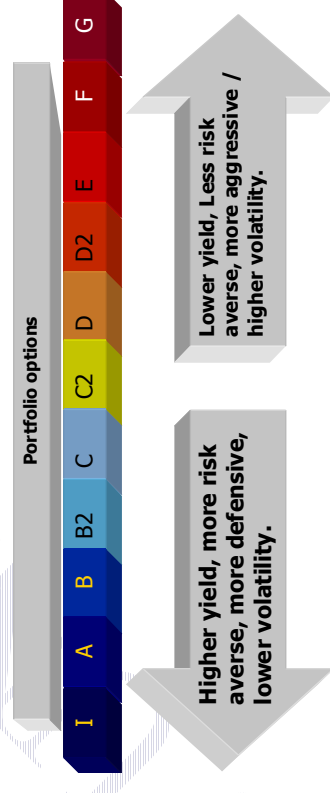 Portfolio options
I A B B2 C C2 D D2 E F G
Higher yield, more risk
averse, more defensive,
lower volatility.
Lower yield, Less risk
averse, more aggressive /
higher volatility.